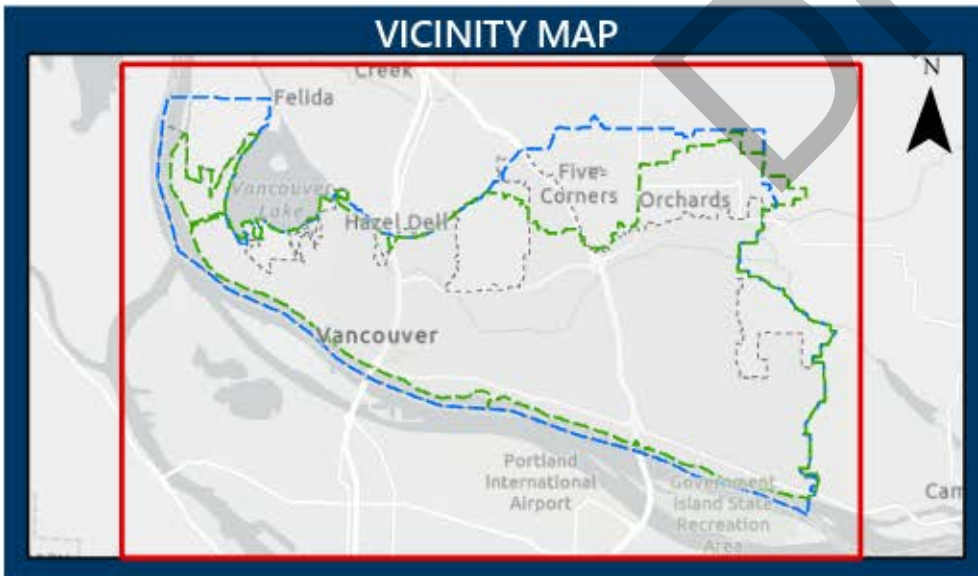 VICINITY MAP
Creek
N
Felida
Vancouver
Lake
Five
Corners
Orchards
Hazel Dell
Vancouver
Portland
International
Airport
Government
Island State
Recreation
Area
Cam